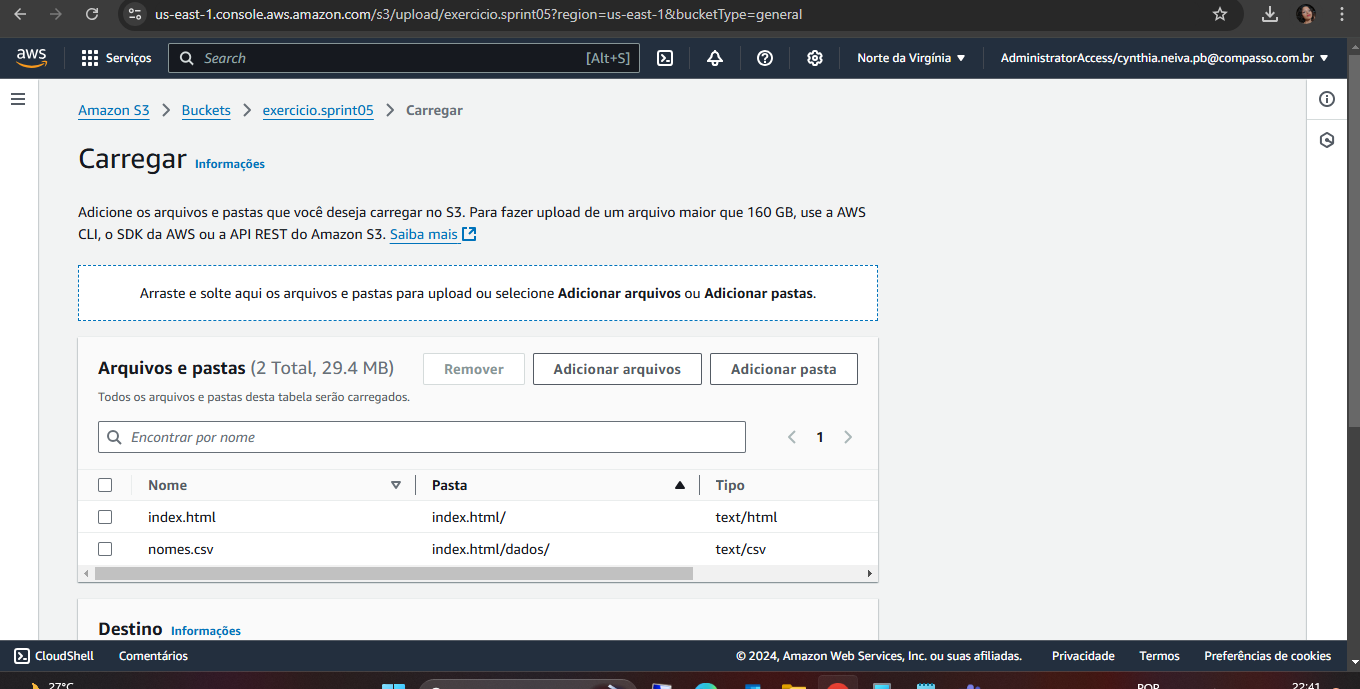 us-east-1.console.aws.amazon.com/s3/upload/exercicio.sprint05?region=us-east-1&bucketType=general
aws Serviços Search [Alt+S] Norte da Virgínia AdministratorAccess/cynthia.neiva.pb@compasso.com.br
Amazon S3 Buckets exercicio.sprint05 Carregar
Carregar Informações
Adicione os arquivos e pastas que você deseja carregar no S3. Para fazer upload de um arquivo maior que 160 GB, use a AWS
CLI, o SDK da AWS ou a API REST do Amazon S3. Saiba mais
Arraste e solte aqui os arquivos e pastas para upload ou selecione Adicionar arquivos ou Adicionar pastas.
Arquivos e pastas (2 Total, 29.4 MB) Remover Adicionar arquivos Adicionar pasta
Todos os arquivos e pastas desta tabela serão carregados.
Encontrar por nome 1
Nome Pasta Tipo
index.html index.html/ text/html
nomes.csv index.html/dados/ text/csv
Destino Informações
CloudShell Comentários © 2024, Amazon Web Services, Inc. ou suas afiliadas. Privacidade Termos Preferências de cookies
27°C POR 22:41